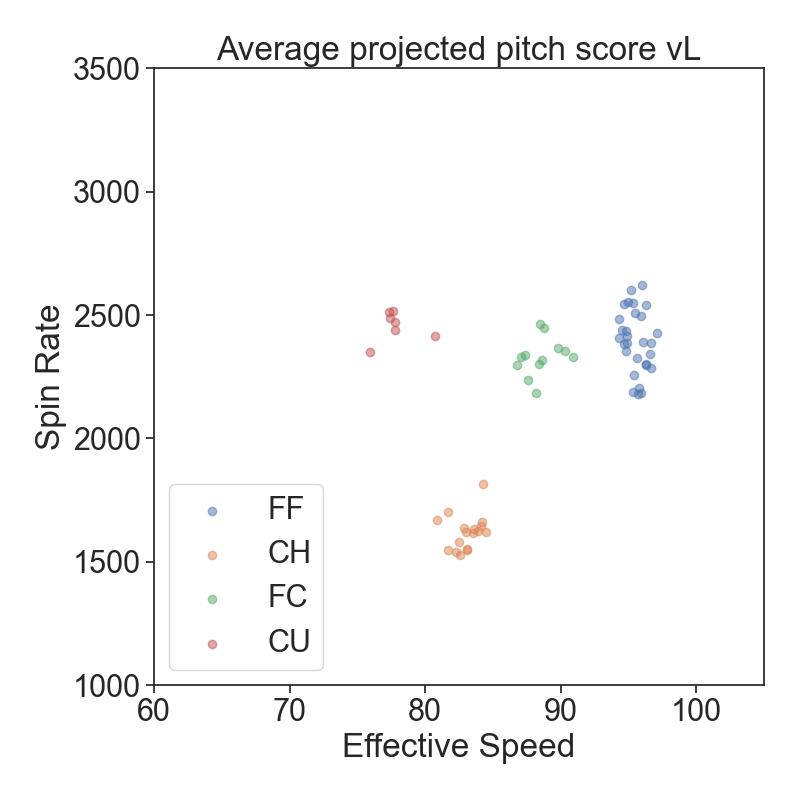 Average projected pitch score vL
3500
3000
2500
2000
1500
1000
Spin Rate
FF
CH
FC
CU
60 70 80 90 100
Effective Speed